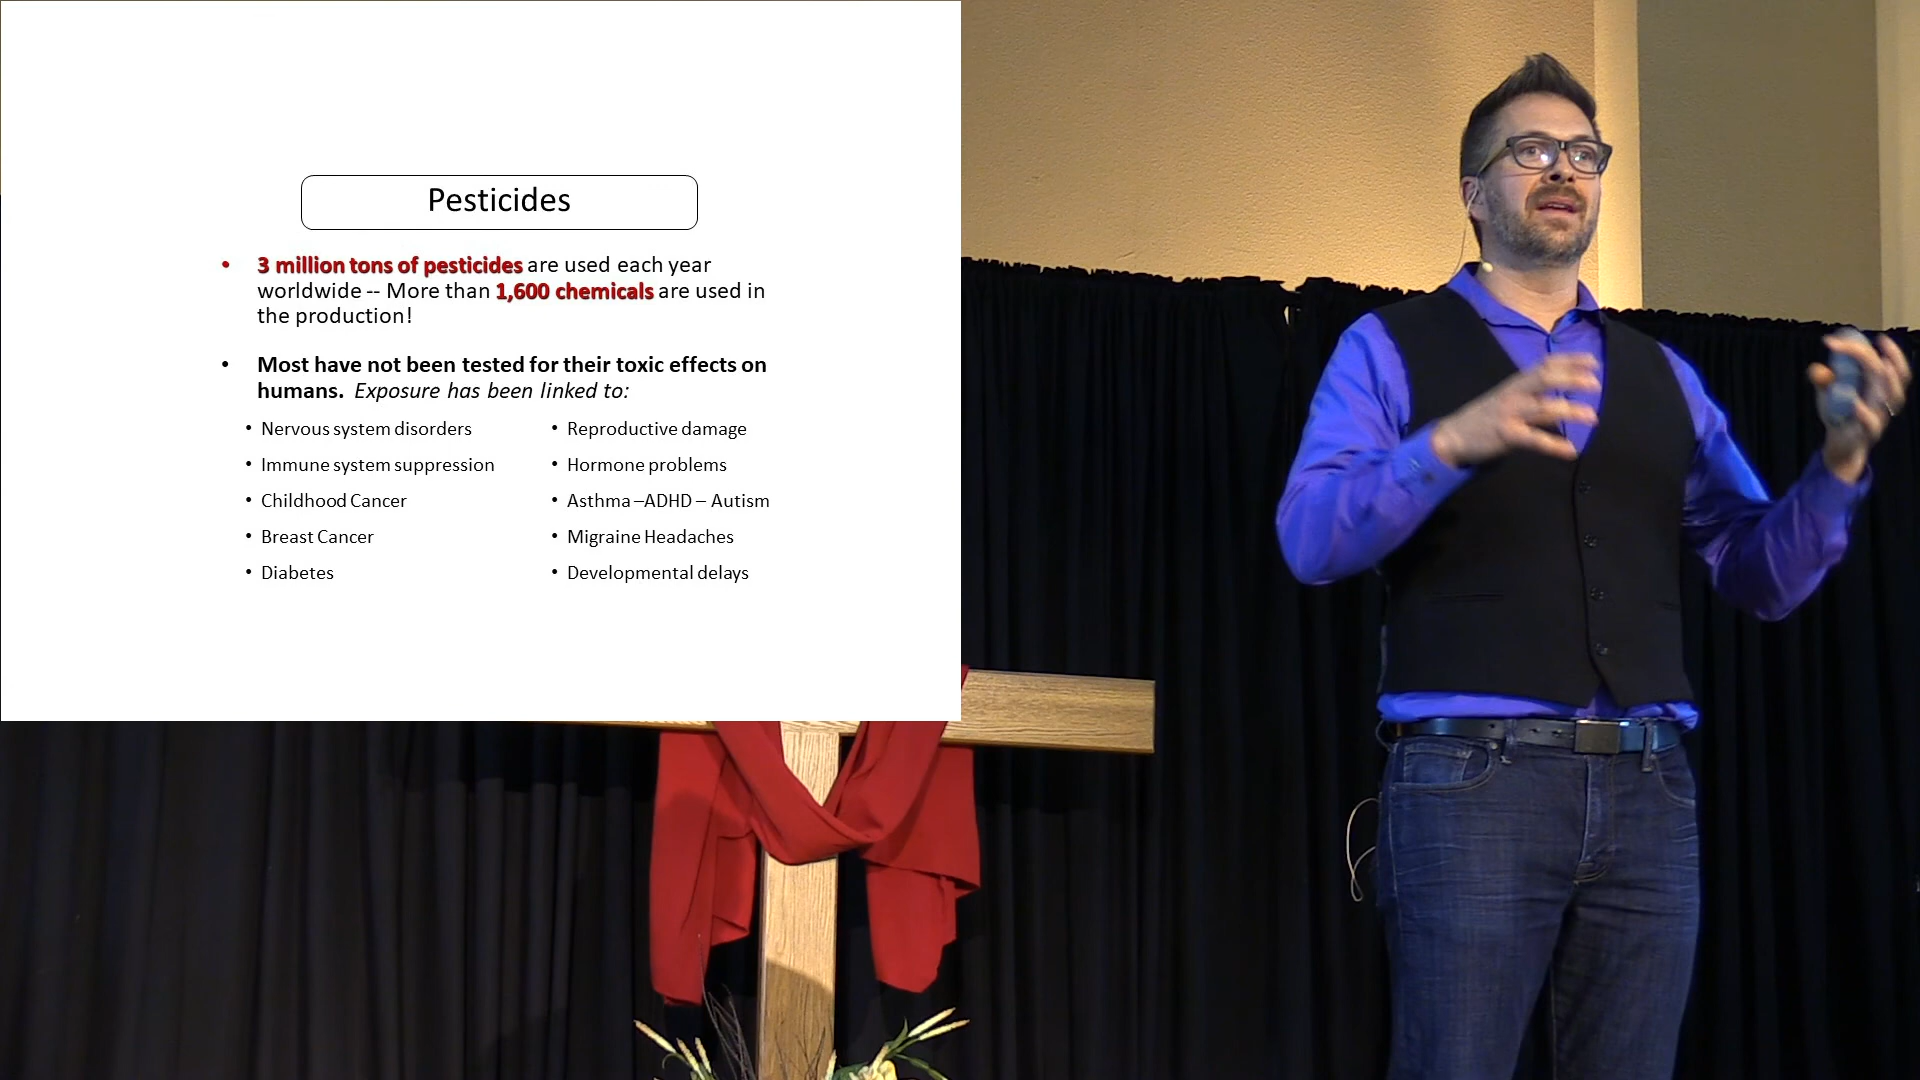 Pesticides
• 3 million tons of pesticides are used each year
worldwide -- More than 1,600 chemicals are used in
the production!
• Most have not been tested for their toxic effects on
humans. Exposure has been linked to:
• Nervous system disorders
• Immune system suppression
• Childhood Cancer
• Breast Cancer
• Diabetes
• Reproductive damage
• Hormone problems
• Asthma –ADHD – Autism
• Migraine Headaches
• Developmental delays